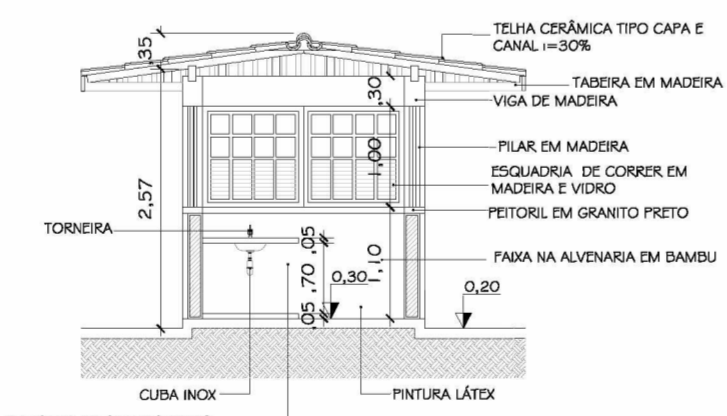 TELHA CERÂMICA TIPO CAPA E
CANAL i=30%
,35
TABEIRA EM MADEIRA
,30
VIGA DE MADEIRA
PILAR EM MADEIRA
1,00
ESQUADRIA DE CORRER EM
MADEIRA E VIDRO
2,57
PEITORIL EM GRANITO PRETO
TORNEIRA
,05
1,10
FAIXA NA ALVENARIA EM BAMBU
,70
0,30
0,20
,05
CUBA INOX
PINTURA LÁTEX